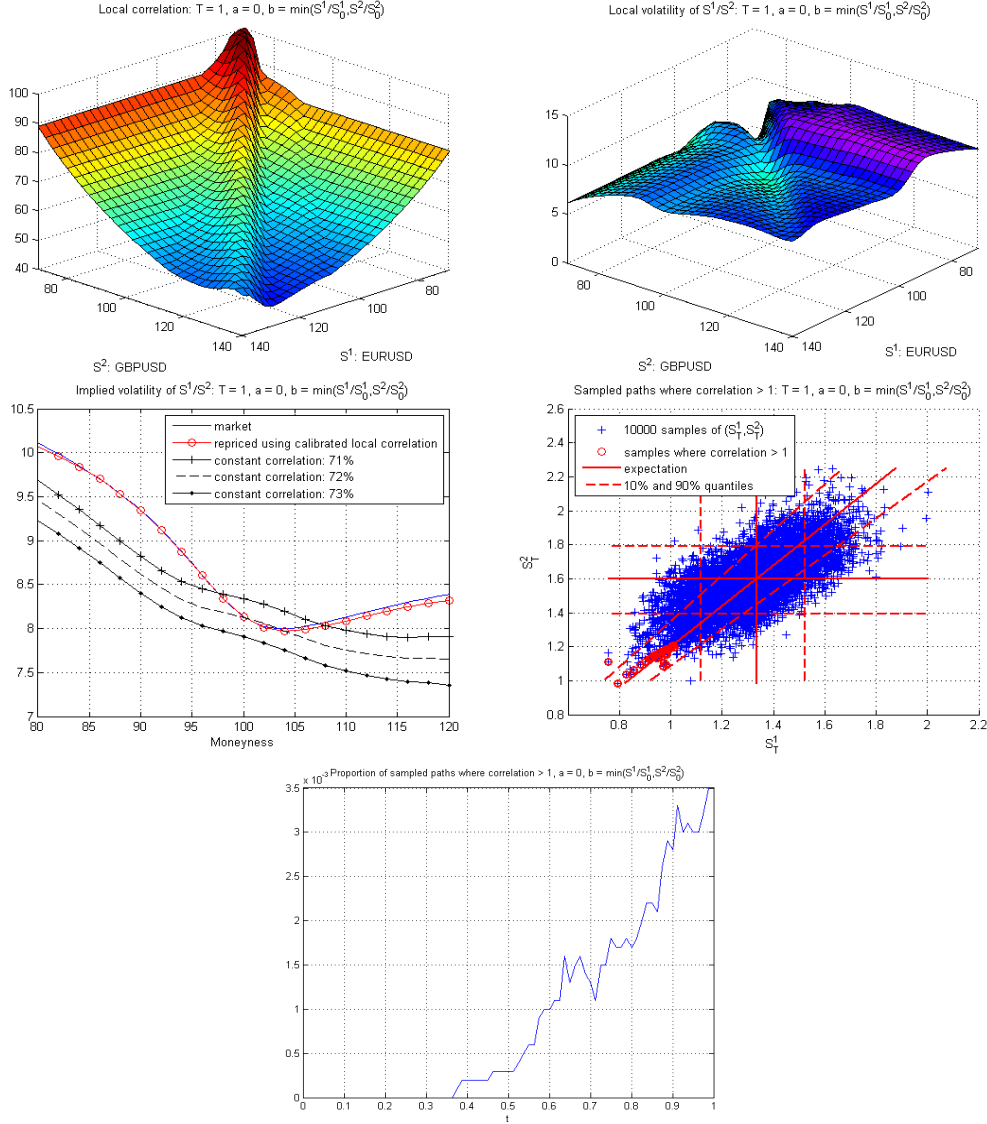 Local correlation: T = 1, a = 0, b = min(S¹/S¹₀,S²/S²₀)
100
90
80
70
60
50
40
80
100
120
140
S²: GBPUSD
140
120
100
80
S¹: EURUSD
Local volatility of S¹/S²: T = 1, a = 0, b = min(S¹/S¹₀,S²/S²₀)
15
10
5
0
80
100
120
140
S²: GBPUSD
140
120
100
80
S¹: EURUSD
Implied volatility of S¹/S²: T = 1, a = 0, b = min(S¹/S¹₀,S²/S²₀)
10.5
10
9.5
9
8.5
8
7.5
7
market
repriced using calibrated local correlation
constant correlation: 71%
constant correlation: 72%
constant correlation: 73%
80 85 90 95 100 105 110 115 120
Moneyness
Sampled paths where correlation > 1: T = 1, a = 0, b = min(S¹/S¹₀,S²/S²₀)
2.6
2.4
2.2
2
1.8
1.6
1.4
1.2
1
0.8
S²_T
10000 samples of (S¹_T,S²_T)
samples where correlation > 1
expectation
10% and 90% quantiles
0.8 1 1.2 1.4 1.6 1.8 2 2.2
S¹_T
x 10⁻³ Proportion of sampled paths where correlation > 1, a = 0, b = min(S¹/S¹₀,S²/S²₀)
3.5
3
2.5
2
1.5
1
0.5
0
0 0.1 0.2 0.3 0.4 0.5 0.6 0.7 0.8 0.9 1
t